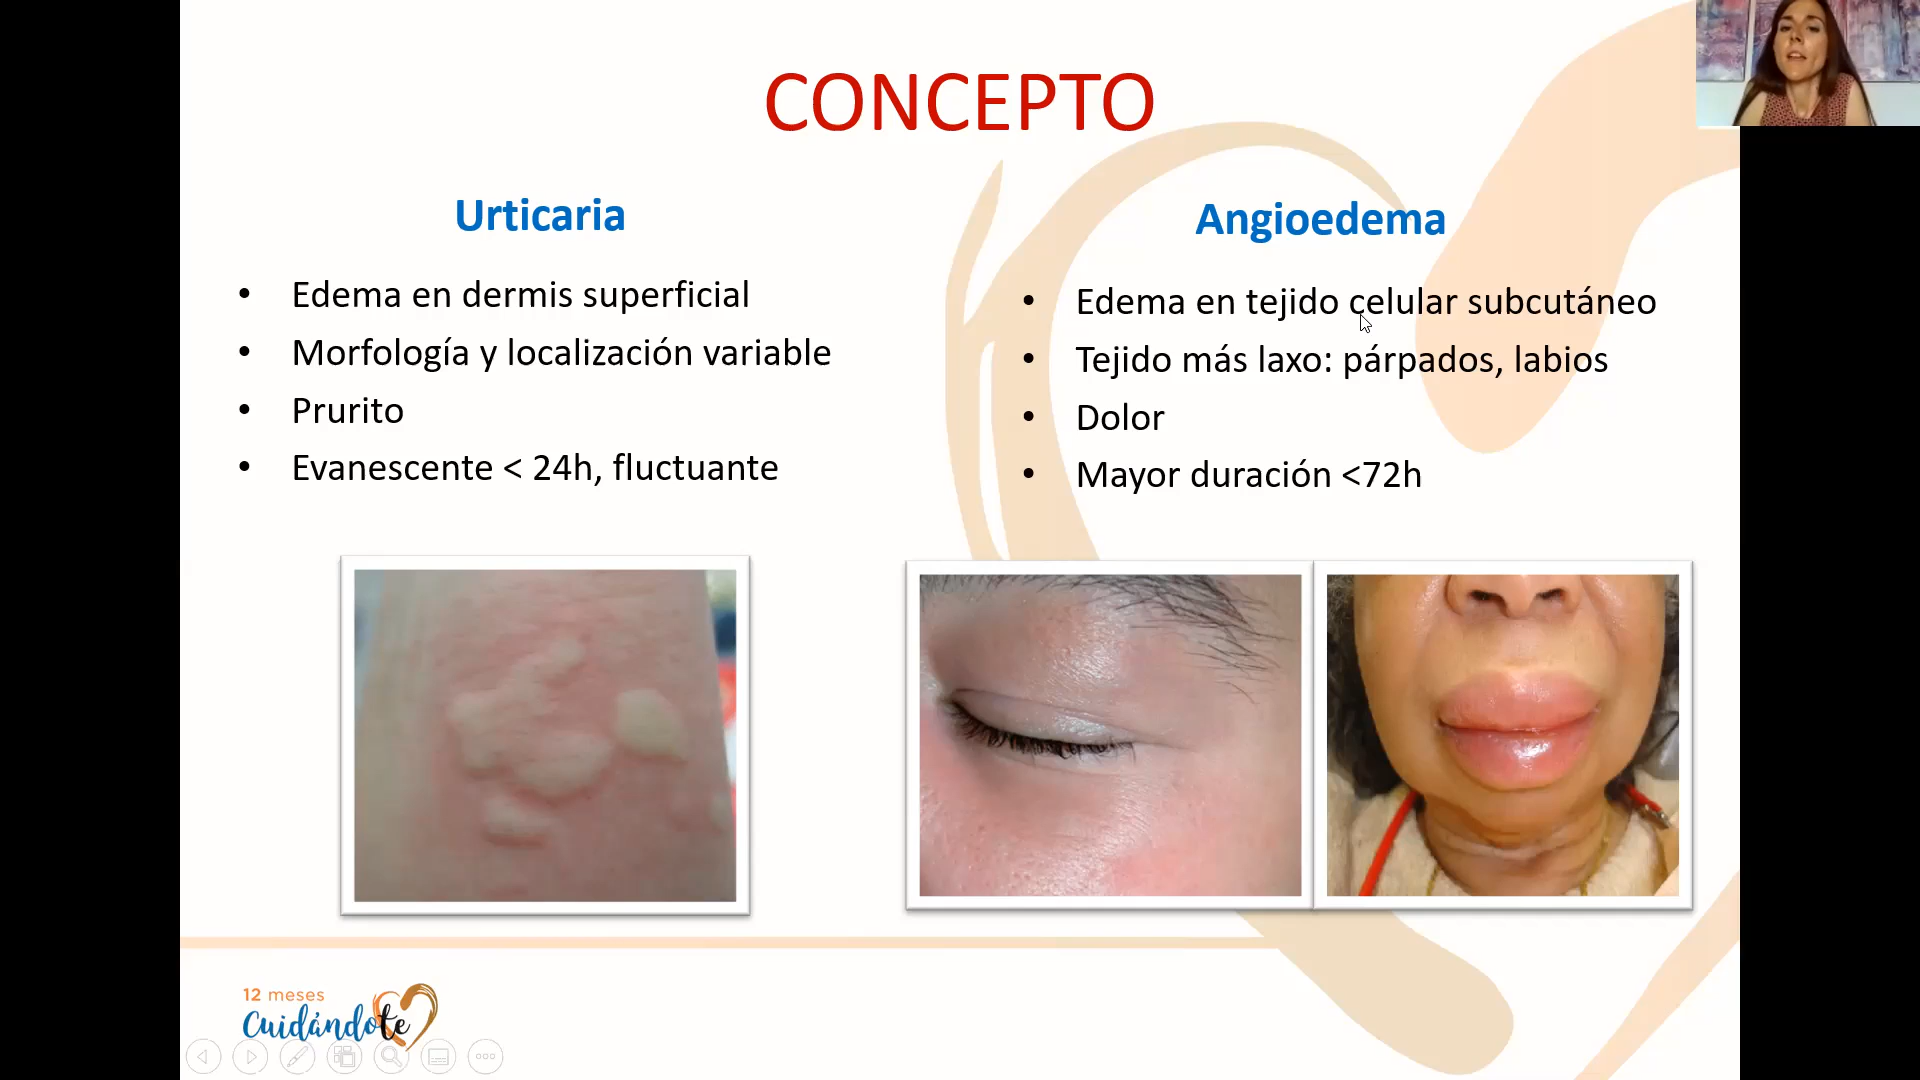 CONCEPTO
Urticaria
• Edema en dermis superficial
• Morfología y localización variable
• Prurito
• Evanescente < 24h, fluctuante
Angioedema
• Edema en tejido celular subcutáneo
• Tejido más laxo: párpados, labios
• Dolor
• Mayor duración <72h
12 meses
Cuidándote